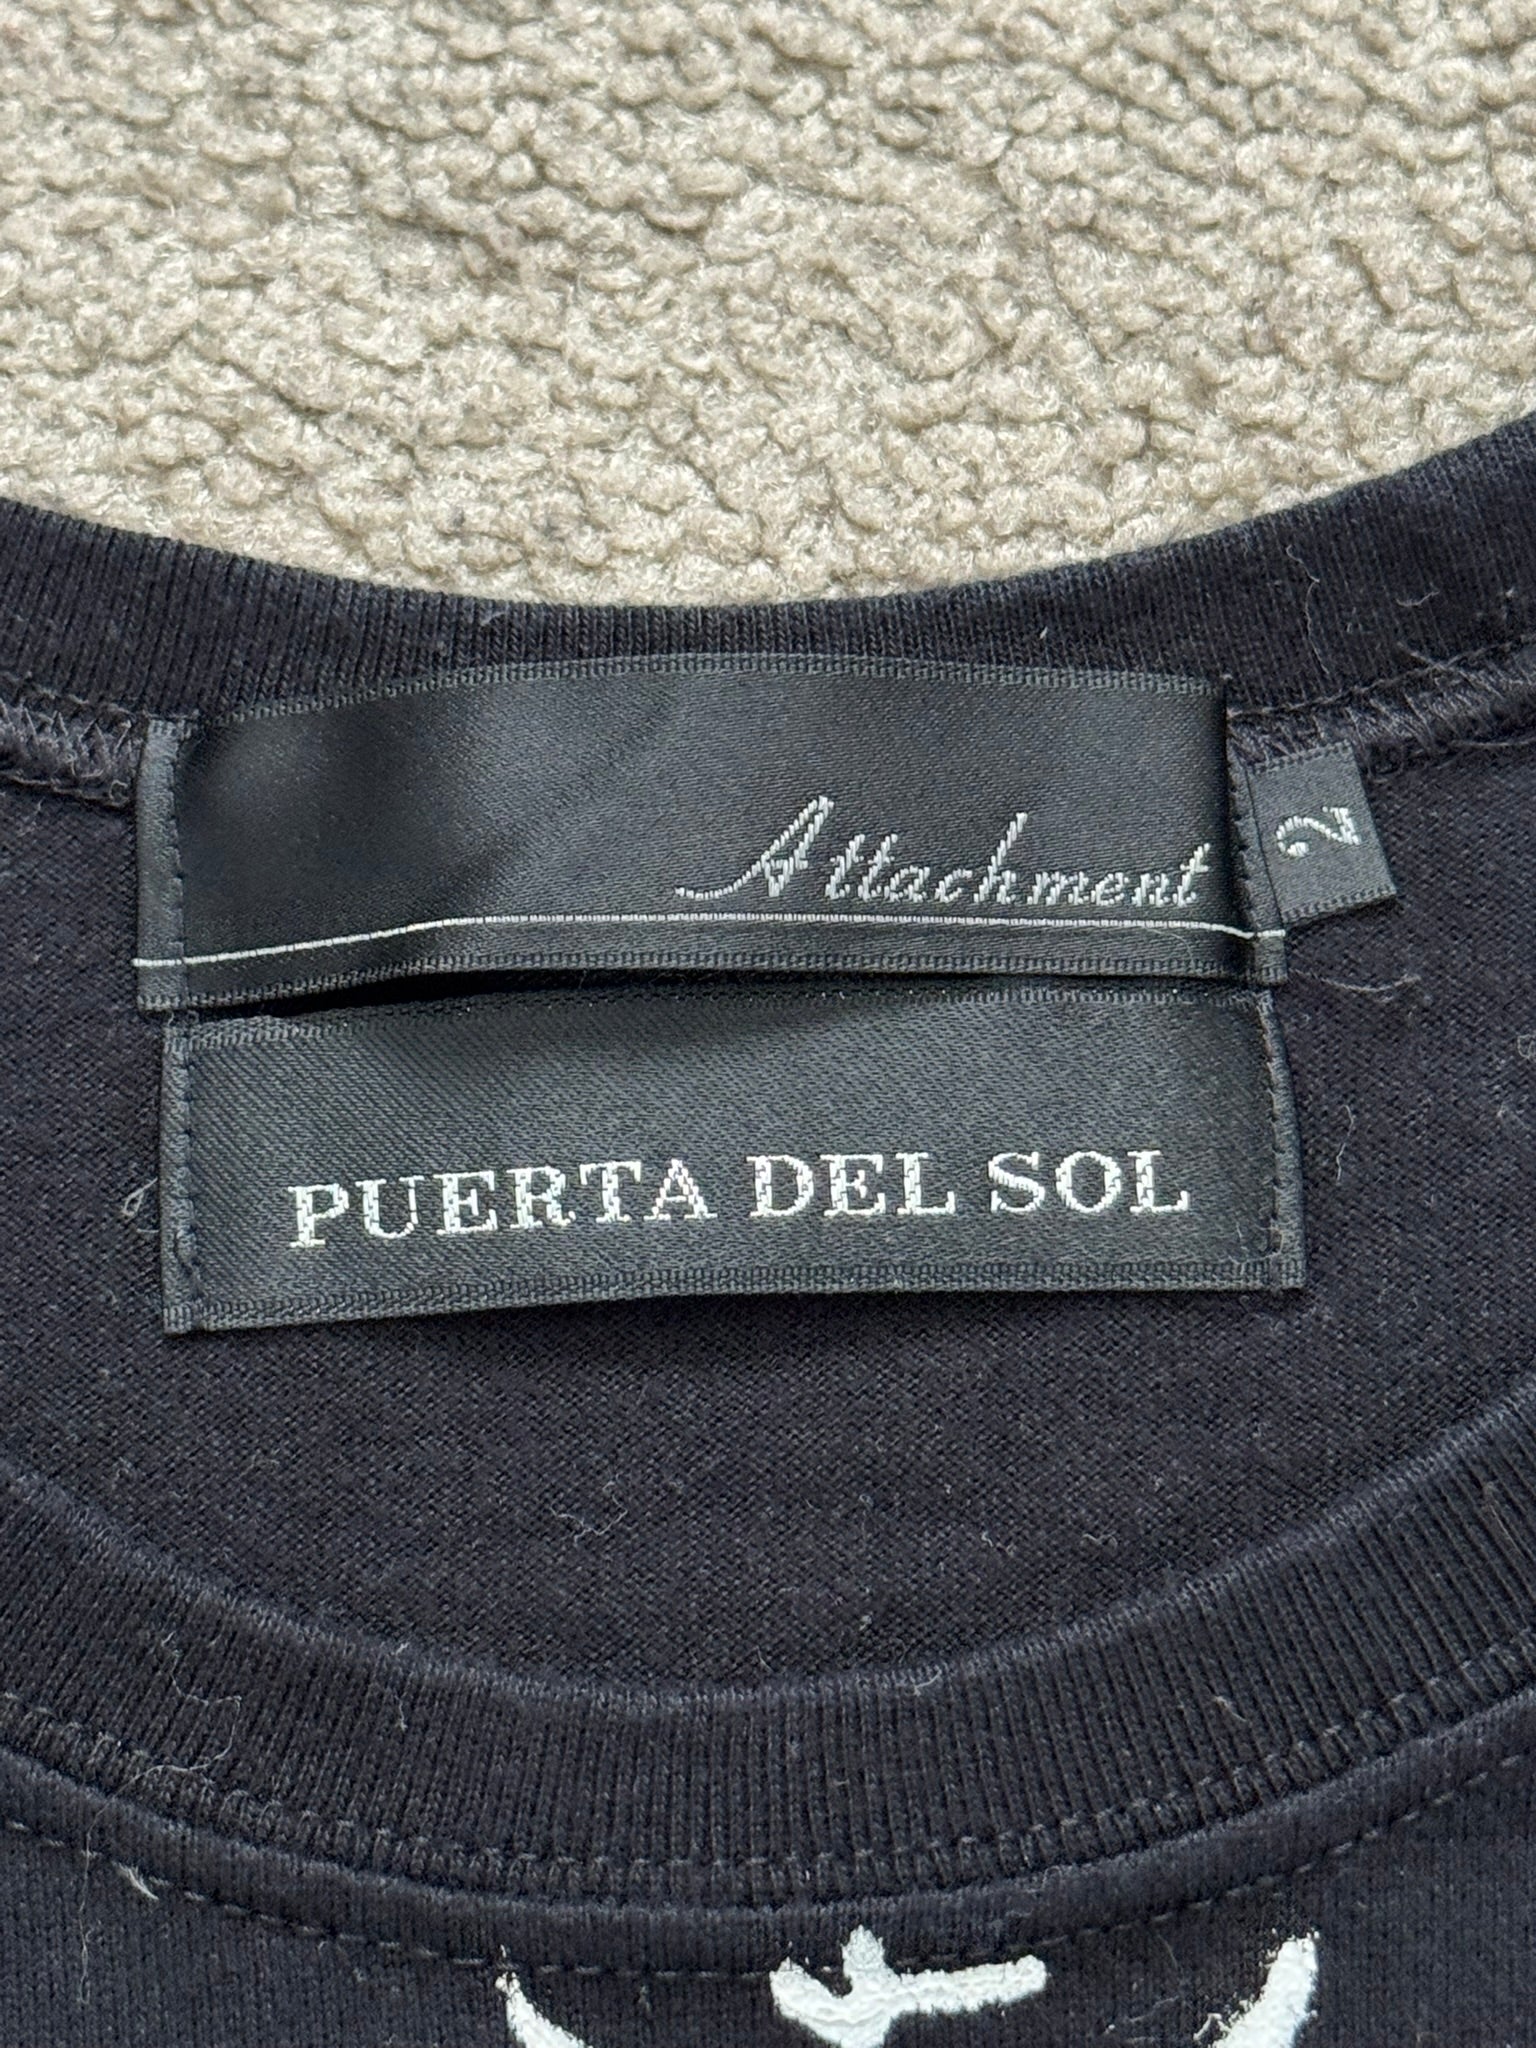 Attachment
2
PUERTA DEL SOL